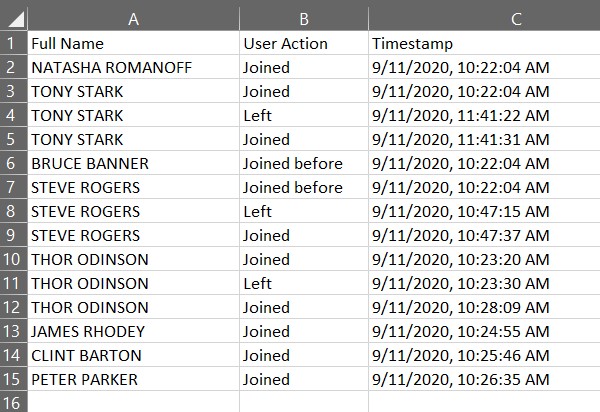 A B C
1 Full Name User Action Timestamp
2 NATASHA ROMANOFF Joined 9/11/2020, 10:22:04 AM
3 TONY STARK Joined 9/11/2020, 10:22:04 AM
4 TONY STARK Left 9/11/2020, 11:41:22 AM
5 TONY STARK Joined 9/11/2020, 11:41:31 AM
6 BRUCE BANNER Joined before 9/11/2020, 10:22:04 AM
7 STEVE ROGERS Joined before 9/11/2020, 10:22:04 AM
8 STEVE ROGERS Left 9/11/2020, 10:47:15 AM
9 STEVE ROGERS Joined 9/11/2020, 10:47:37 AM
10 THOR ODINSON Joined 9/11/2020, 10:23:20 AM
11 THOR ODINSON Left 9/11/2020, 10:23:30 AM
12 THOR ODINSON Joined 9/11/2020, 10:28:09 AM
13 JAMES RHODEY Joined 9/11/2020, 10:24:55 AM
14 CLINT BARTON Joined 9/11/2020, 10:25:46 AM
15 PETER PARKER Joined 9/11/2020, 10:26:35 AM
16